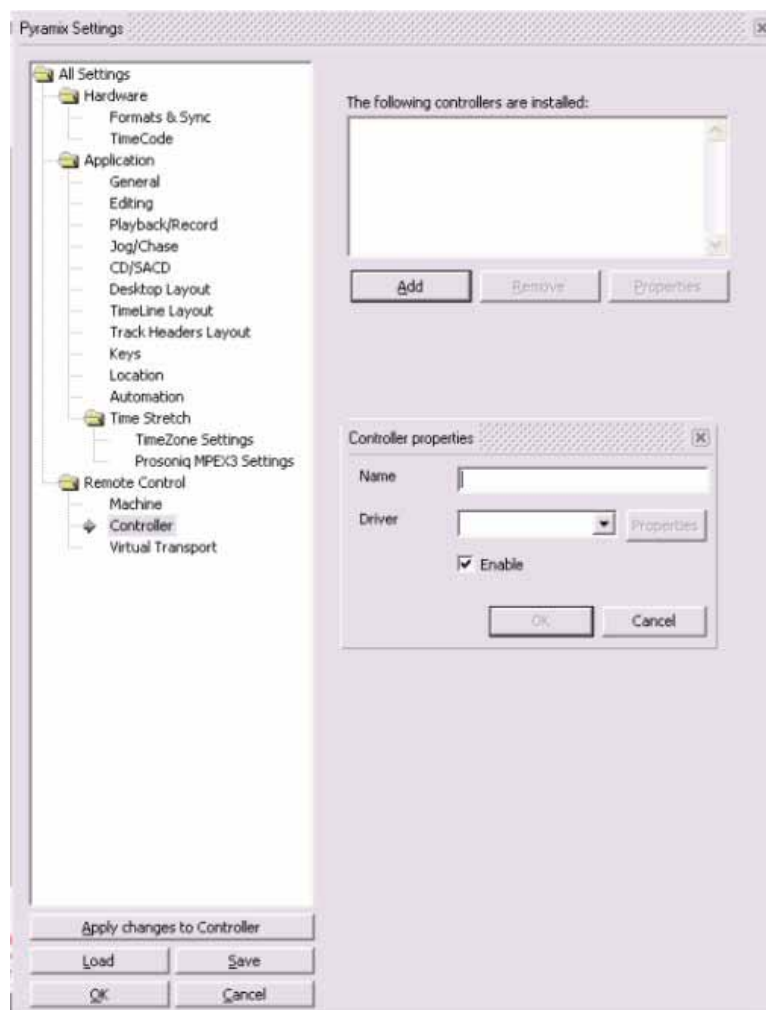 Pyramix Settings
All Settings
Hardware
Formats & Sync
TimeCode
Application
General
Editing
Playback/Record
Jog/Chase
CD/SACD
Desktop Layout
TimeLine Layout
Track Headers Layout
Keys
Location
Automation
Time Stretch
TimeZone Settings
Prosoniq MPEX3 Settings
Remote Control
Machine
Controller
Virtual Transport
Apply changes to Controller
Load Save
OK Cancel
The following controllers are installed:
Add Remove Properties
Controller properties
Name
Driver Properties
Enable
OK Cancel